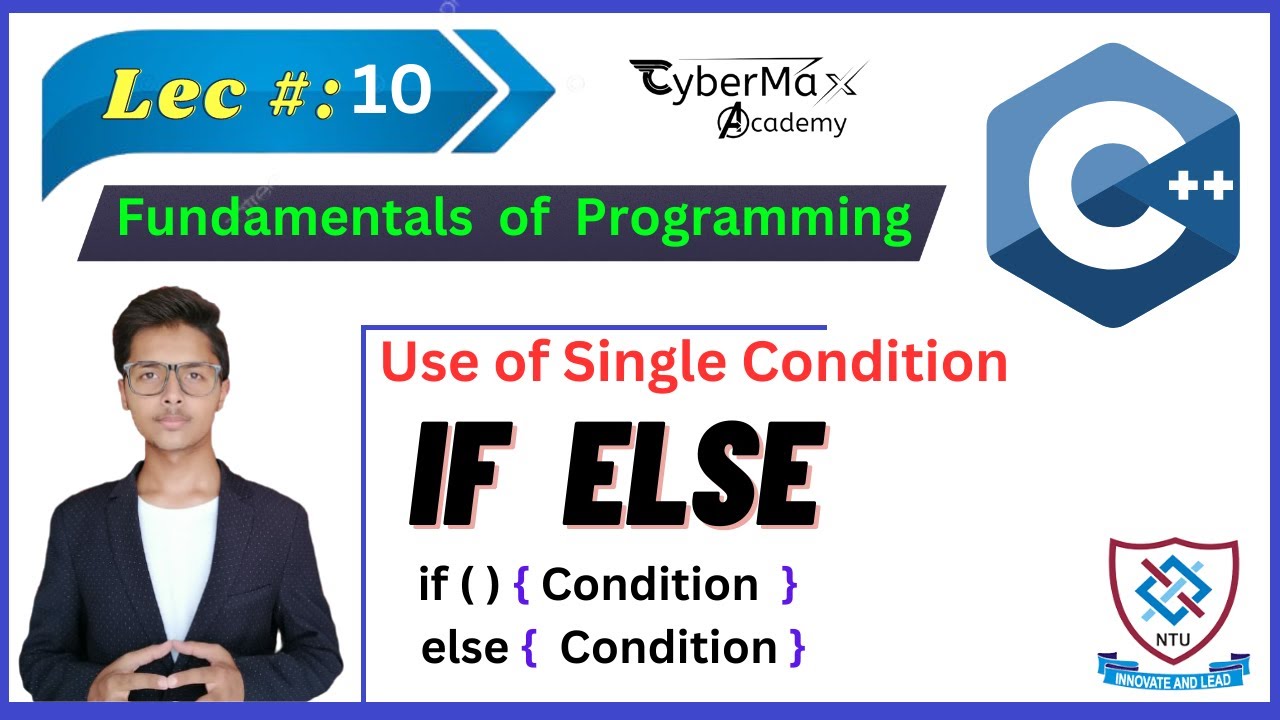 Lec #: 10
CyberMax
Academy
C++
Fundamentals of Programming
Use of Single Condition
IF ELSE
if ( ) { Condition }
else { Condition }
NTU
INNOVATE AND LEAD